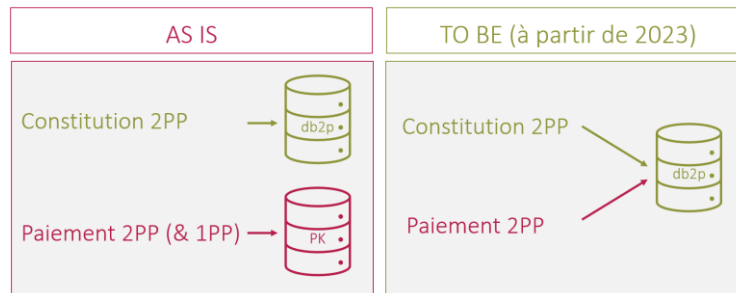 AS IS
TO BE (à partir de 2023)
Constitution 2PP
db2p
Paiement 2PP (& 1PP)
PK
Constitution 2PP
db2p
Paiement 2PP